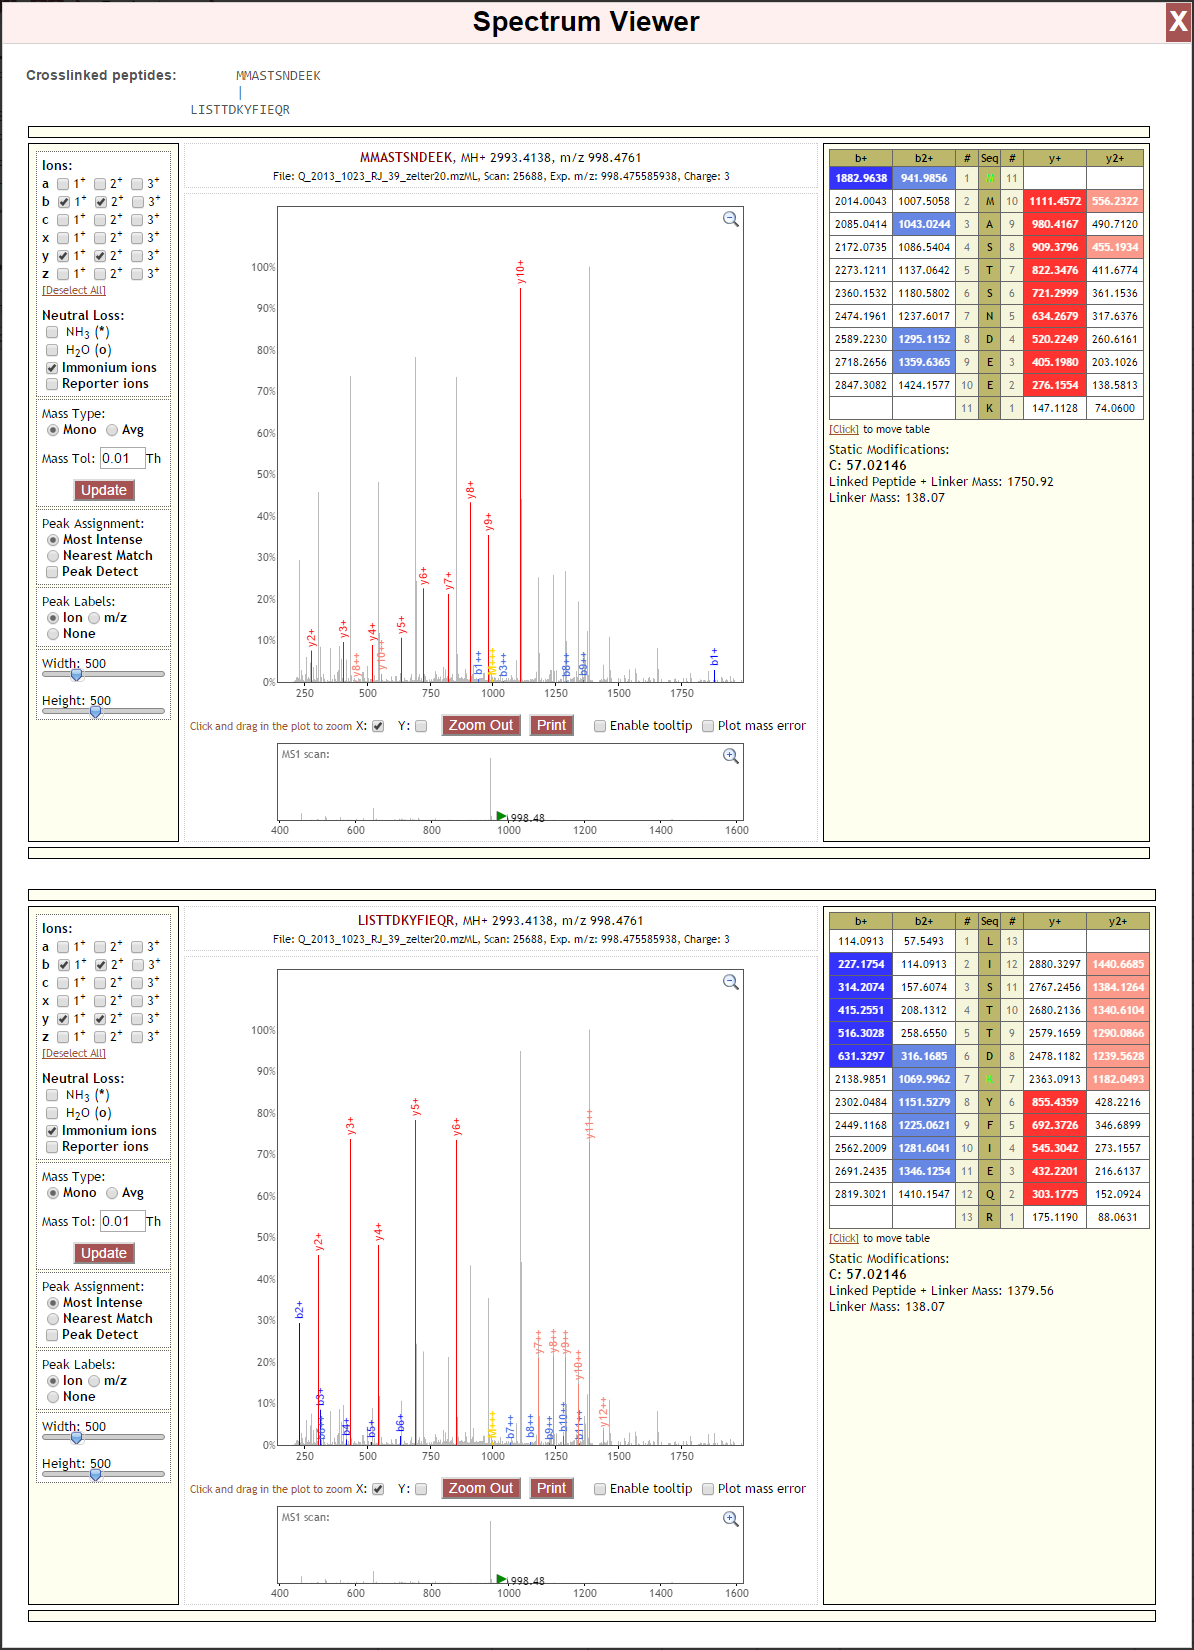 Spectrum Viewer X
Crosslinked peptides: MMASTSNDEEK
|
LISTTDKYFIEQR
MMASTSNDEEK, MH+ 2993.4138, m/z 998.4761
File: Q_2013_1023_RJ_39_zelter20.mzML, Scan: 25688, Exp. m/z: 998.475585938, Charge: 3
Ions:
a 1+ 2+ 3+
b 1+ 2+ 3+
c 1+ 2+ 3+
x 1+ 2+ 3+
y 1+ 2+ 3+
z 1+ 2+ 3+
[Deselect All]
Neutral Loss:
NH3 (*)
H2O (o)
Immonium ions
Reporter ions
Mass Type:
Mono Avg
Mass Tol: 0.01 Th
Update
Peak Assignment:
Most Intense
Nearest Match
Peak Detect
Peak Labels:
Ion m/z
None
Width: 500
Height: 500
100%
90%
80%
70%
60%
50%
40%
30%
20%
10%
0%
y2+ y3+ y8++ y4+ y10++ y5+ y6+ y7+ y8+ b1++ y9+ M+++ b3++ y10+ b8++ b9++ b1+
250 500 750 1000 1250 1500 1750
Click and drag in the plot to zoom X: Y: Zoom Out Print Enable tooltip Plot mass error
MS1 scan:
998.48
400 600 800 1000 1200 1400 1600
b+ b2+ # Seq # y+ y2+
1882.9638 941.9856 1 M 11
2014.0043 1007.5058 2 M 10 1111.4572 556.2322
2085.0414 1043.0244 3 A 9 980.4167 490.7120
2172.0735 1086.5404 4 S 8 909.3796 455.1934
2273.1211 1137.0642 5 T 7 822.3476 411.6774
2360.1532 1180.5802 6 S 6 721.2999 361.1536
2474.1961 1237.6017 7 N 5 634.2679 317.6376
2589.2230 1295.1152 8 D 4 520.2249 260.6161
2718.2656 1359.6365 9 E 3 405.1980 203.1026
2847.3082 1424.1577 10 E 2 276.1554 138.5813
11 K 1 147.1128 74.0600
[Click] to move table
Static Modifications:
C: 57.02146
Linked Peptide + Linker Mass: 1750.92
Linker Mass: 138.07
LISTTDKYFIEQR, MH+ 2993.4138, m/z 998.4761
File: Q_2013_1023_RJ_39_zelter20.mzML, Scan: 25688, Exp. m/z: 998.475585938, Charge: 3
Ions:
a 1+ 2+ 3+
b 1+ 2+ 3+
c 1+ 2+ 3+
x 1+ 2+ 3+
y 1+ 2+ 3+
z 1+ 2+ 3+
[Deselect All]
Neutral Loss:
NH3 (*)
H2O (o)
Immonium ions
Reporter ions
Mass Type:
Mono Avg
Mass Tol: 0.01 Th
Update
Peak Assignment:
Most Intense
Nearest Match
Peak Detect
Peak Labels:
Ion m/z
None
Width: 500
Height: 500
100%
90%
80%
70%
60%
50%
40%
30%
20%
10%
0%
b2+ y2+ b3+ b6++ b4+ y3+ b5+ y4+ b6+ y5+ y6+ M+++ b7++ b8++ y7++ b9++ y8++ b10++ y9++ y10++ b11++ y11++ y12++
250 500 750 1000 1250 1500 1750
Click and drag in the plot to zoom X: Y: Zoom Out Print Enable tooltip Plot mass error
MS1 scan:
998.48
400 600 800 1000 1200 1400 1600
b+ b2+ # Seq # y+ y2+
114.0913 57.5493 1 L 13
227.1754 114.0913 2 I 12 2880.3297 1440.6685
314.2074 157.6074 3 S 11 2767.2456 1384.1264
415.2551 208.1312 4 T 10 2680.2136 1340.6104
516.3028 258.6550 5 T 9 2579.1659 1290.0866
631.3297 316.1685 6 D 8 2478.1182 1239.5628
2138.9851 1069.9962 7 K 7 2363.0913 1182.0493
2302.0484 1151.5279 8 Y 6 855.4359 428.2216
2449.1168 1225.0621 9 F 5 692.3726 346.6899
2562.2009 1281.6041 10 I 4 545.3042 273.1557
2691.2435 1346.1254 11 E 3 432.2201 216.6137
2819.3021 1410.1547 12 Q 2 303.1775 152.0924
13 R 1 175.1190 88.0631
[Click] to move table
Static Modifications:
C: 57.02146
Linked Peptide + Linker Mass: 1379.56
Linker Mass: 138.07